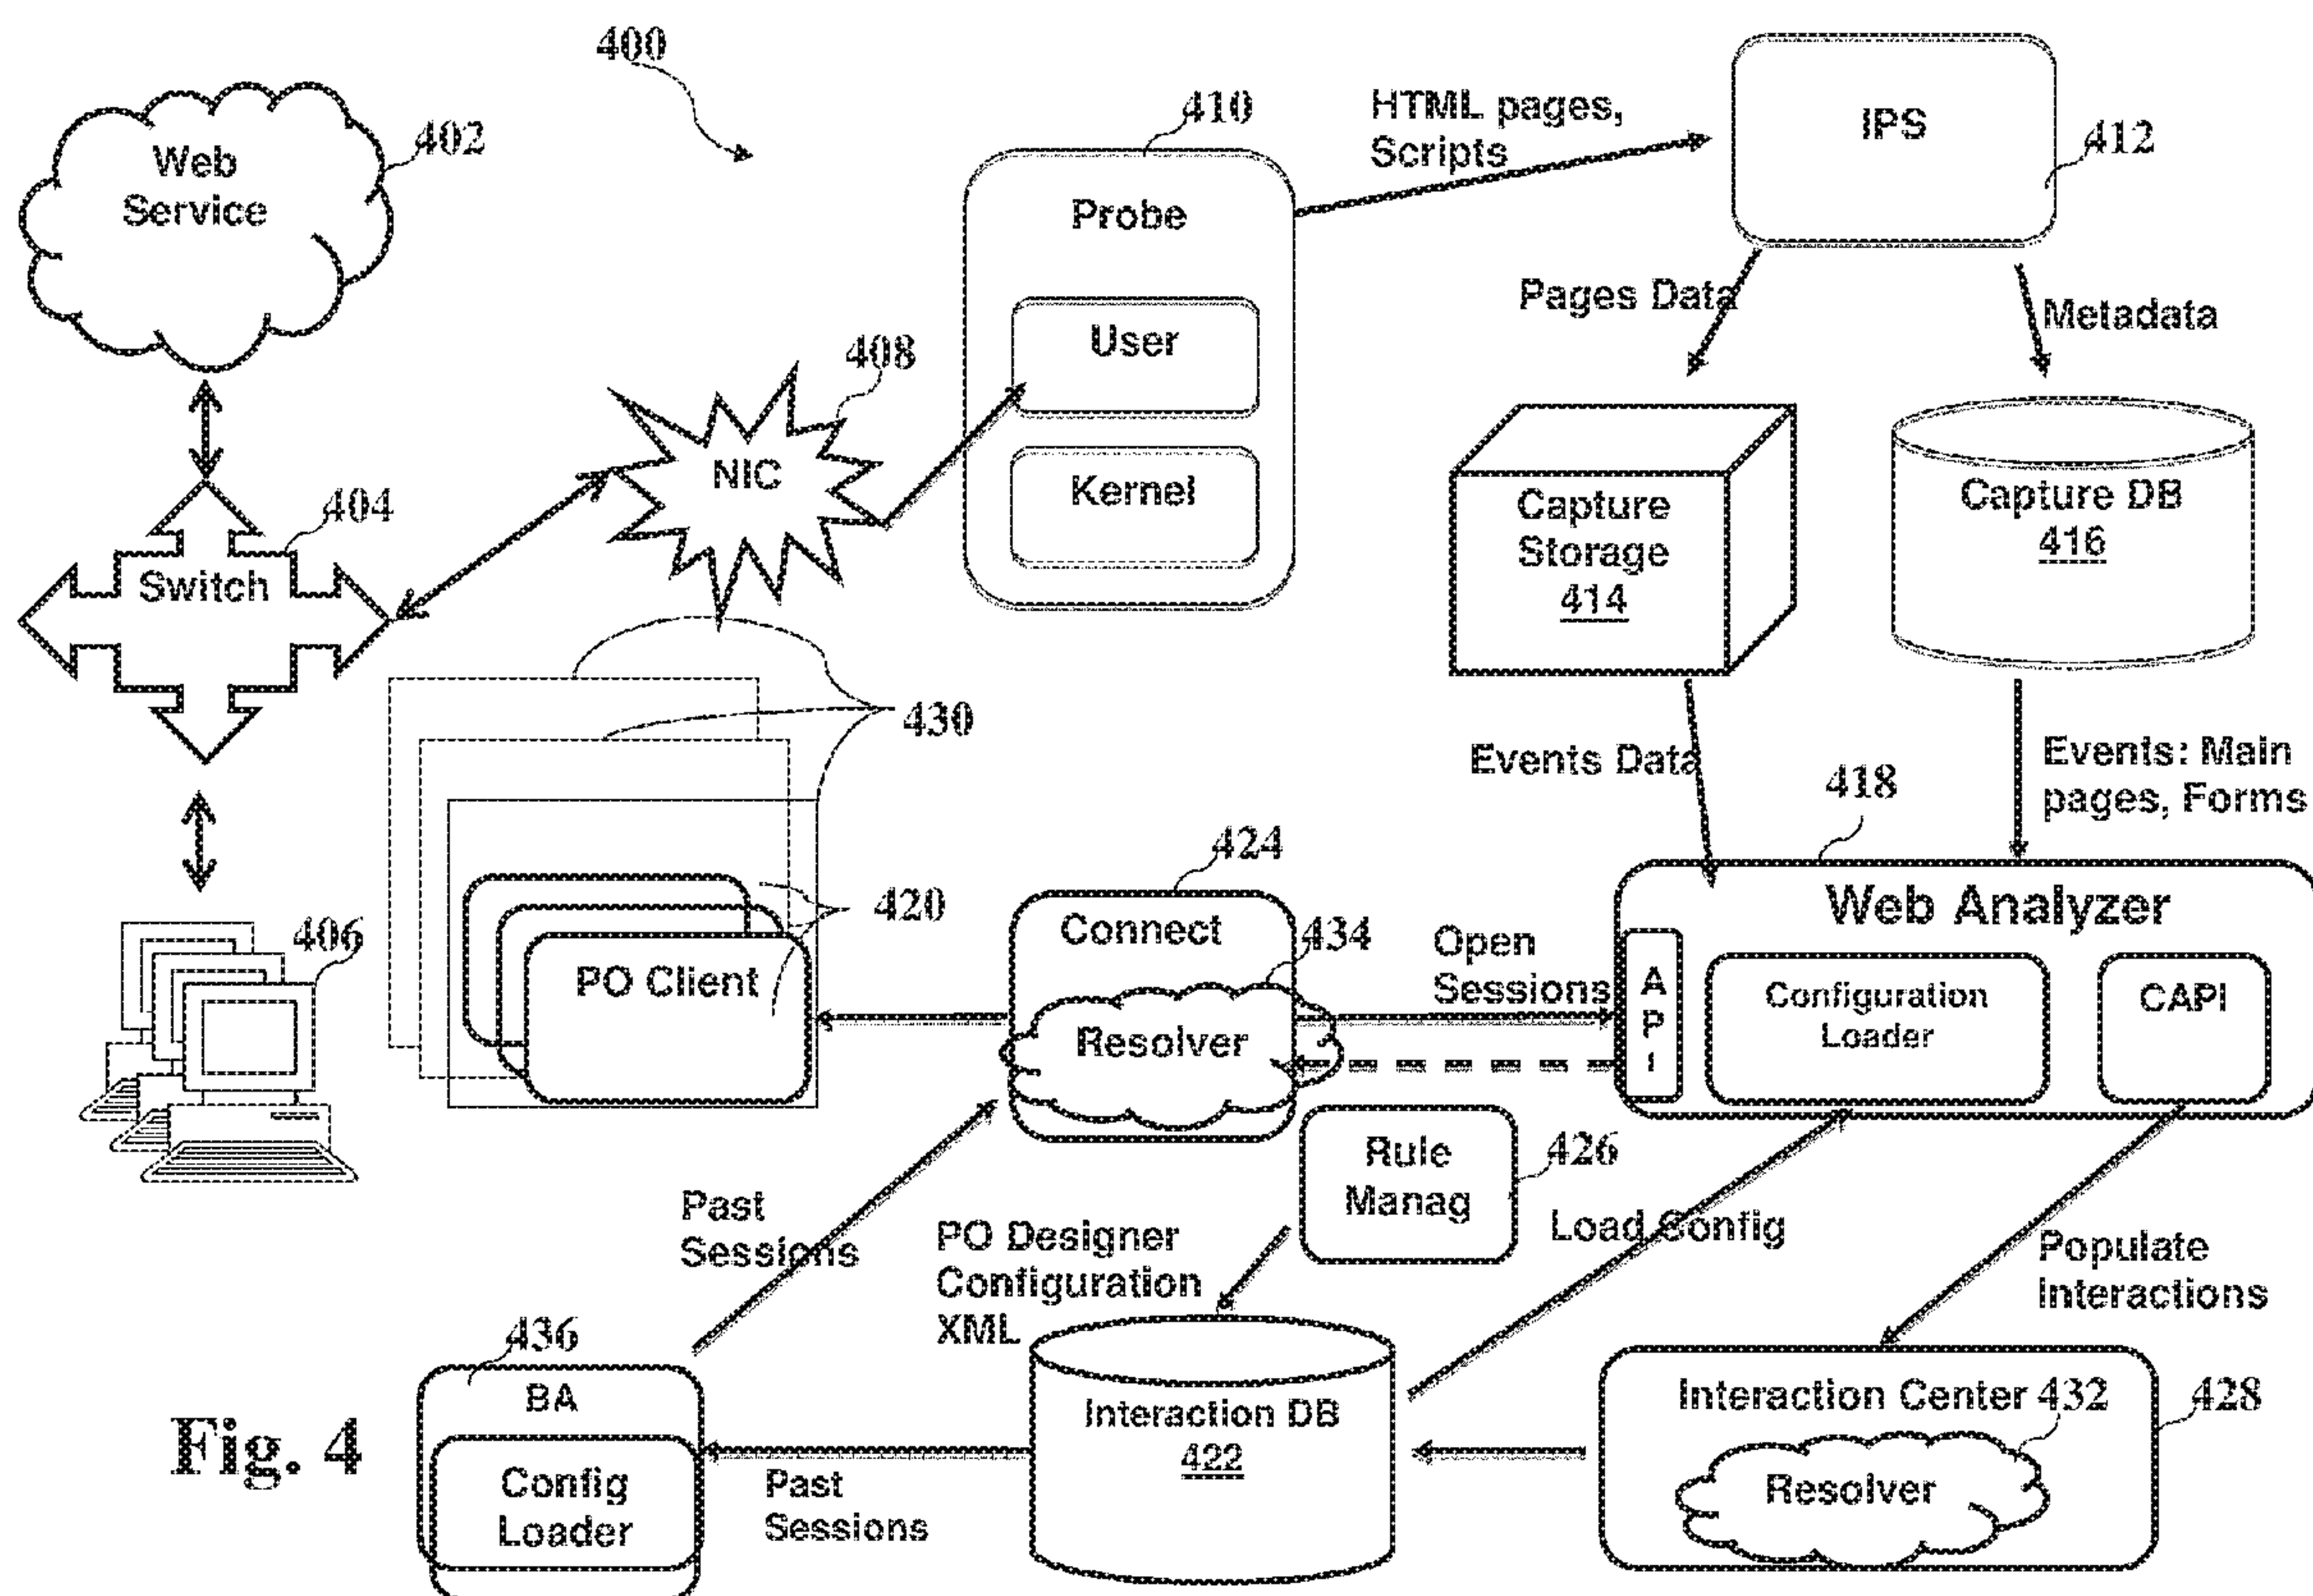 400
Web
Service
402
410
Probe
User
Kernel
HTML pages,
Scripts
IPS
412
Pages Data
Metadata
408
NIC
404
Switch
Capture
Storage
414
Capture DB
416
430
Events Data
Events: Main
pages, Forms
418
Web Analyzer
A
P
I
Configuration
Loader
CAPI
406
420
PO Client
424
Connect
434
Resolver
Open
Sessions
Rule
Manag
426
Past
Sessions
PO Designer
Configuration
XML
Load Config
Populate
Interactions
436
BA
Config
Loader
Past
Sessions
Interaction DB
422
Interaction Center 432
428
Resolver
Fig. 4